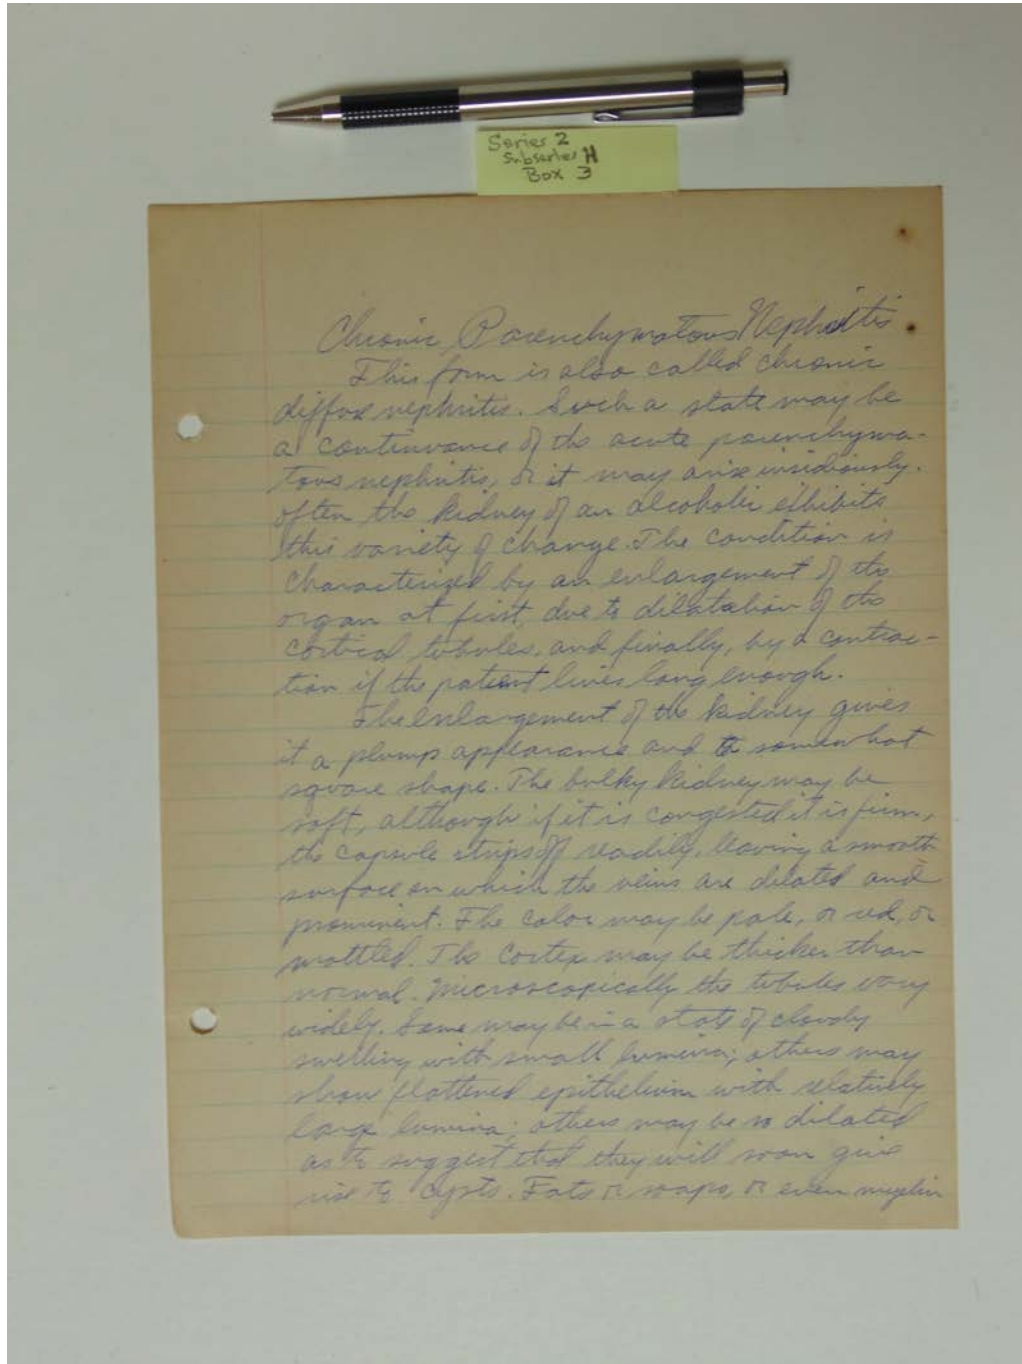 Series 2
Subseries H
Box 3
Chronic Parenchymatous Nephritis
This form is also called chronic
diffuse nephritis. Such a state may be
a continuance of the acute parenchyma-
tous nephritis, or it may arise insidiously.
often the kidney of an alcoholic exhibits
this variety of change. The condition is
characterized by an enlargement of the
organ at first, due to dilatation of the
cortical tubules, and finally, by a contrac-
tion if the patient lives long enough.
The enlargement of the kidney gives
it a plump appearance and a somewhat
square shape. The bulky kidney may be
soft, although if it is congested it is firm,
the capsule strips off readily, leaving a smooth
surface on which the veins are dilated and
prominent. The color may be pale, or red, or
mottled. The cortex may be thicker than
normal. Microscopically the tubules vary
widely. Some may be in a state of cloudy
swelling with small lumina; others may
show flattened epithelium with relatively
large lumina; others may be so dilated
as to suggest that they will soon give
rise to cysts. Fats or soaps, or even myelin